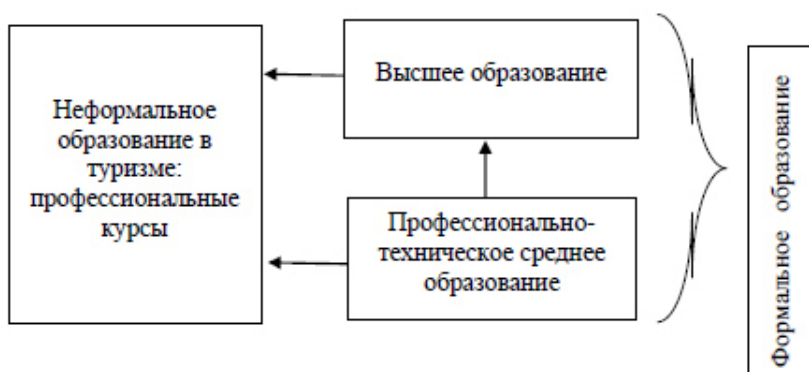 Неформальное
образование в
туризме:
профессиональные
курсы
Высшее образование
Профессионально-
техническое среднее
образование
Формальное образование